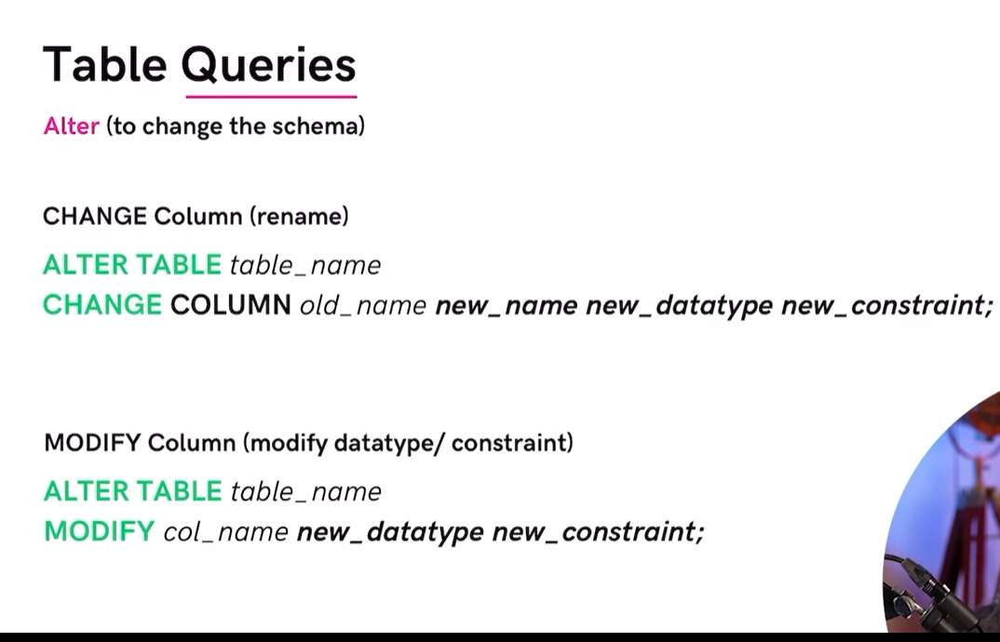 Table Queries
Alter (to change the schema)
CHANGE Column (rename)
ALTER TABLE table_name
CHANGE COLUMN old_name new_name new_datatype new_constraint;
MODIFY Column (modify datatype/ constraint)
ALTER TABLE table_name
MODIFY col_name new_datatype new_constraint;